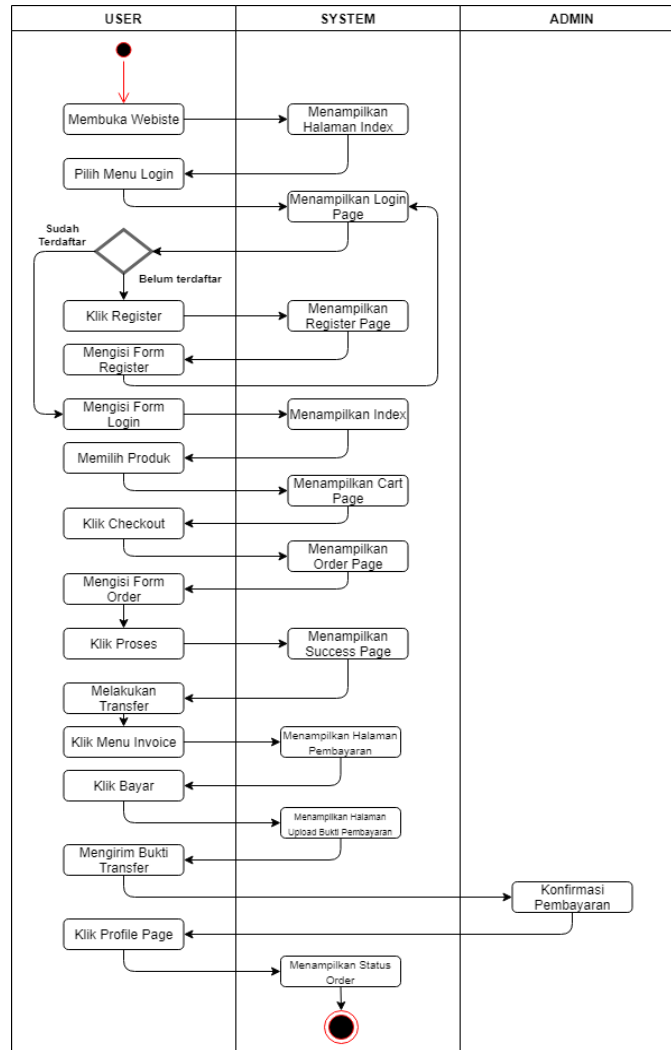 USER
SYSTEM
ADMIN
Membuka Webiste
Menampilkan
Halaman Index
Pilih Menu Login
Menampilkan Login
Page
Sudah
Terdaftar
Belum terdaftar
Klik Register
Menampilkan
Register Page
Mengisi Form
Register
Mengisi Form
Login
Menampilkan Index
Memilih Produk
Menampilkan Cart
Page
Klik Checkout
Menampilkan
Order Page
Mengisi Form
Order
Klik Proses
Menampilkan
Success Page
Melakukan
Transfer
Klik Menu Invoice
Menampilkan Halaman
Pembayaran
Klik Bayar
Menampilkan Halaman
Upload Bukti Pembayaran
Mengirim Bukti
Transfer
Konfirmasi
Pembayaran
Klik Profile Page
Menampilkan Status
Order